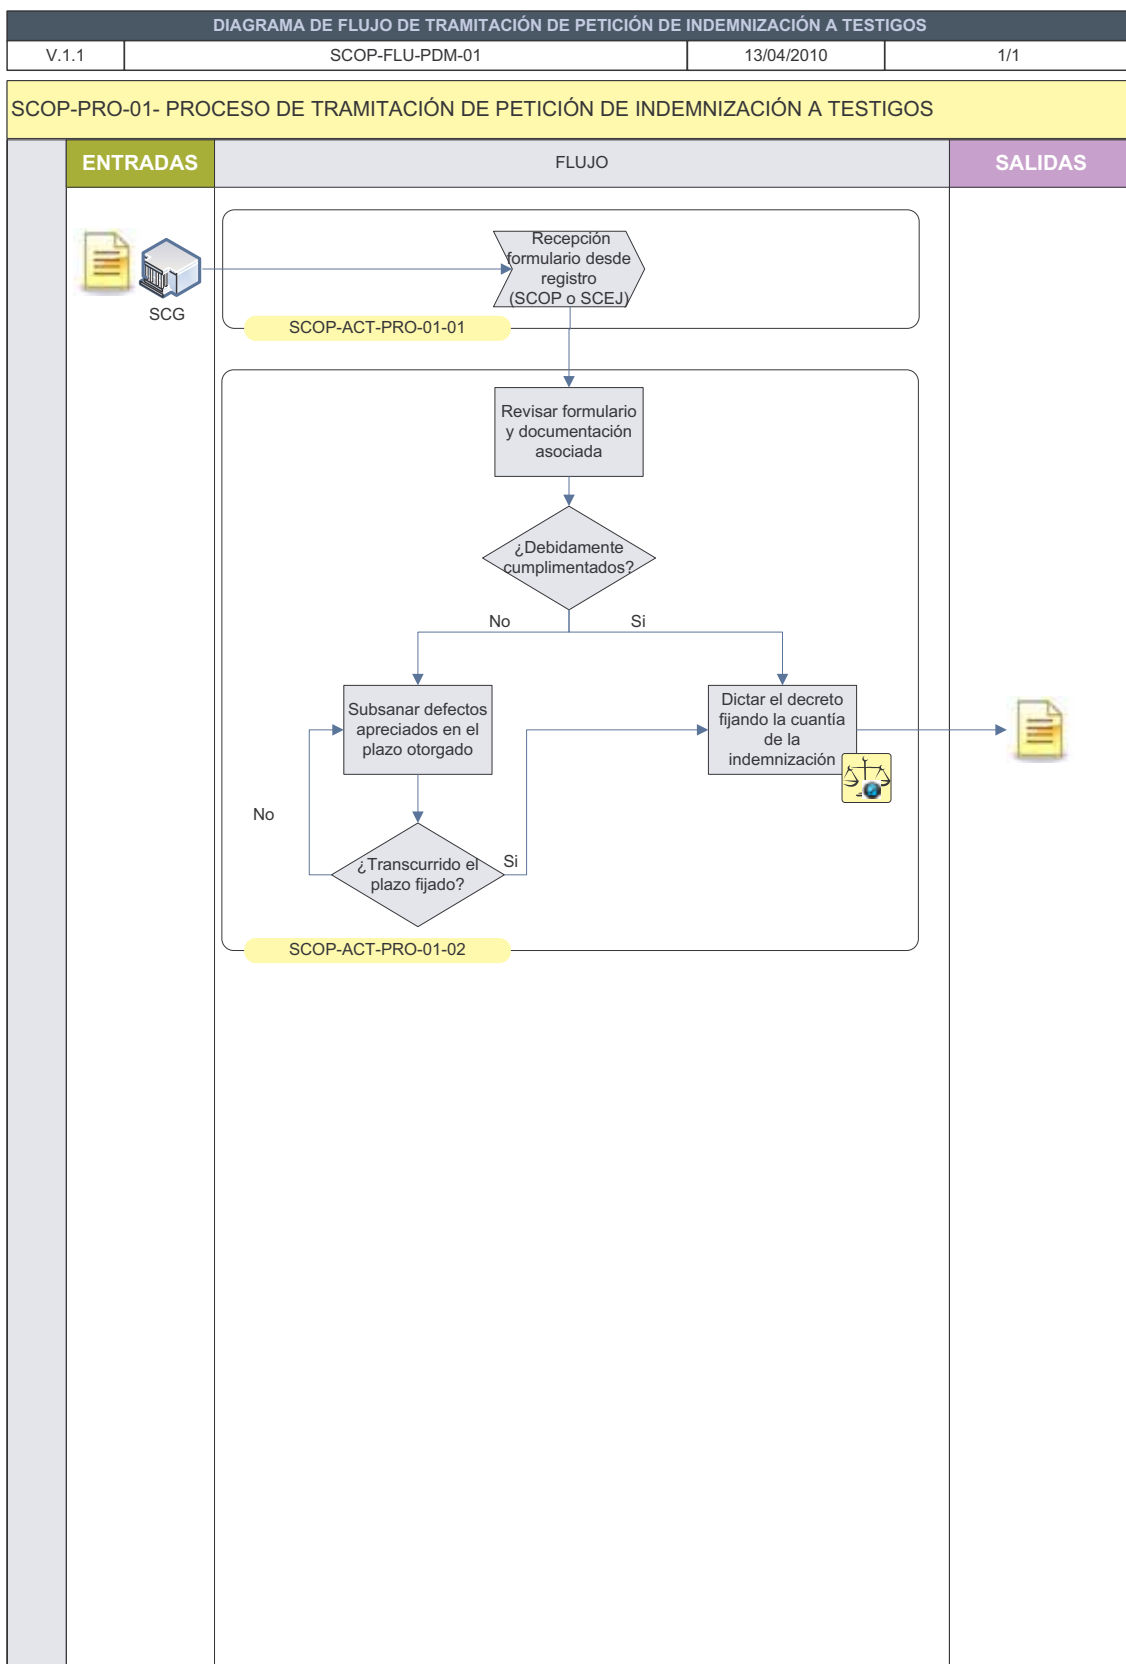 DIAGRAMA DE FLUJO DE TRAMITACIÓN DE PETICIÓN DE INDEMNIZACIÓN A TESTIGOS
V.1.1 SCOP-FLU-PDM-01 13/04/2010 1/1
SCOP-PRO-01- PROCESO DE TRAMITACIÓN DE PETICIÓN DE INDEMNIZACIÓN A TESTIGOS
ENTRADAS FLUJO SALIDAS
Recepción
formulario desde
registro
(SCOP o SCEJ)
SCG
SCOP-ACT-PRO-01-01
Revisar formulario
y documentación
asociada
¿Debidamente
cumplimentados?
No Si
Subsanar defectos
apreciados en el
plazo otorgado
Dictar el decreto
fijando la cuantía
de la
indemnización
No
¿Transcurrido el
plazo fijado?
Si
SCOP-ACT-PRO-01-02